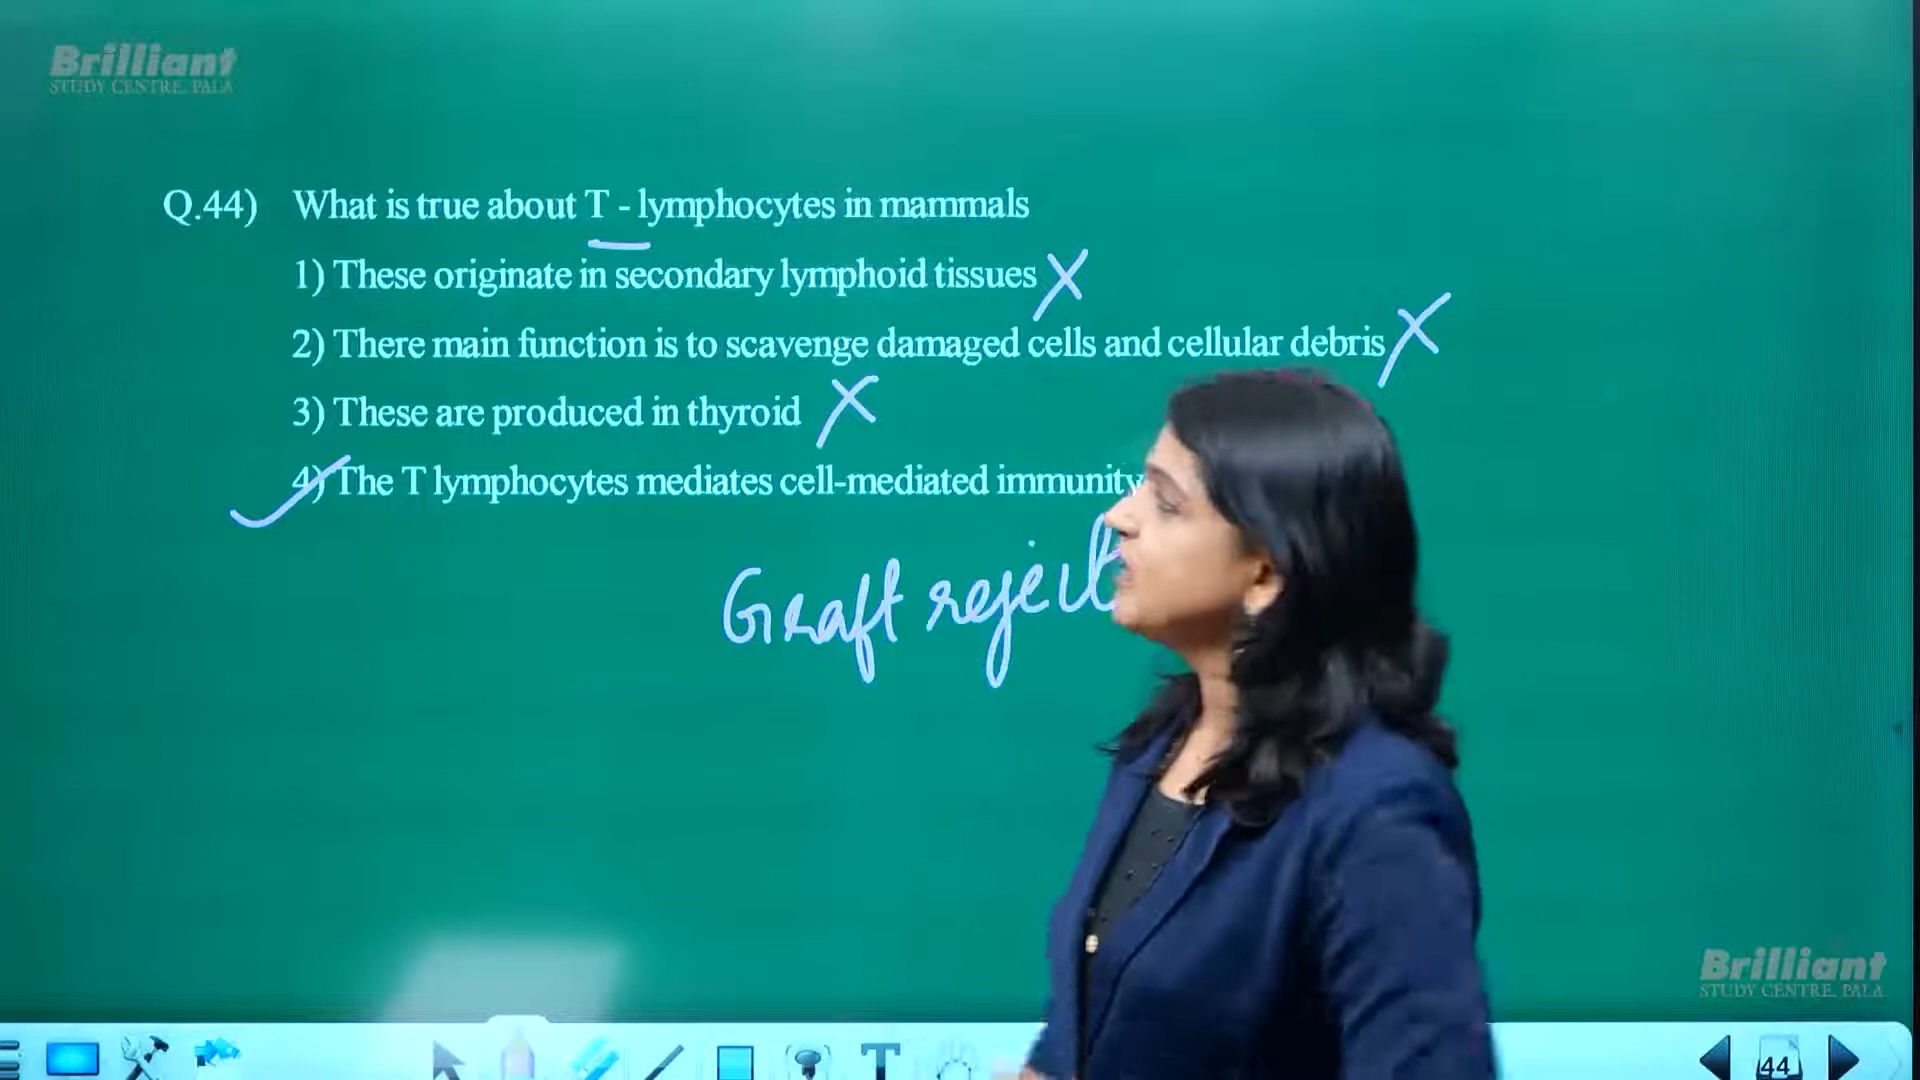 Brilliant
STUDY CENTRE, PALA
Q.44) What is true about T - lymphocytes in mammals
1) These originate in secondary lymphoid tissues
2) There main function is to scavenge damaged cells and cellular debris
3) These are produced in thyroid
4) The T lymphocytes mediates cell-mediated immunity
Graft reject
Brilliant
STUDY CENTRE, PALA
T
44